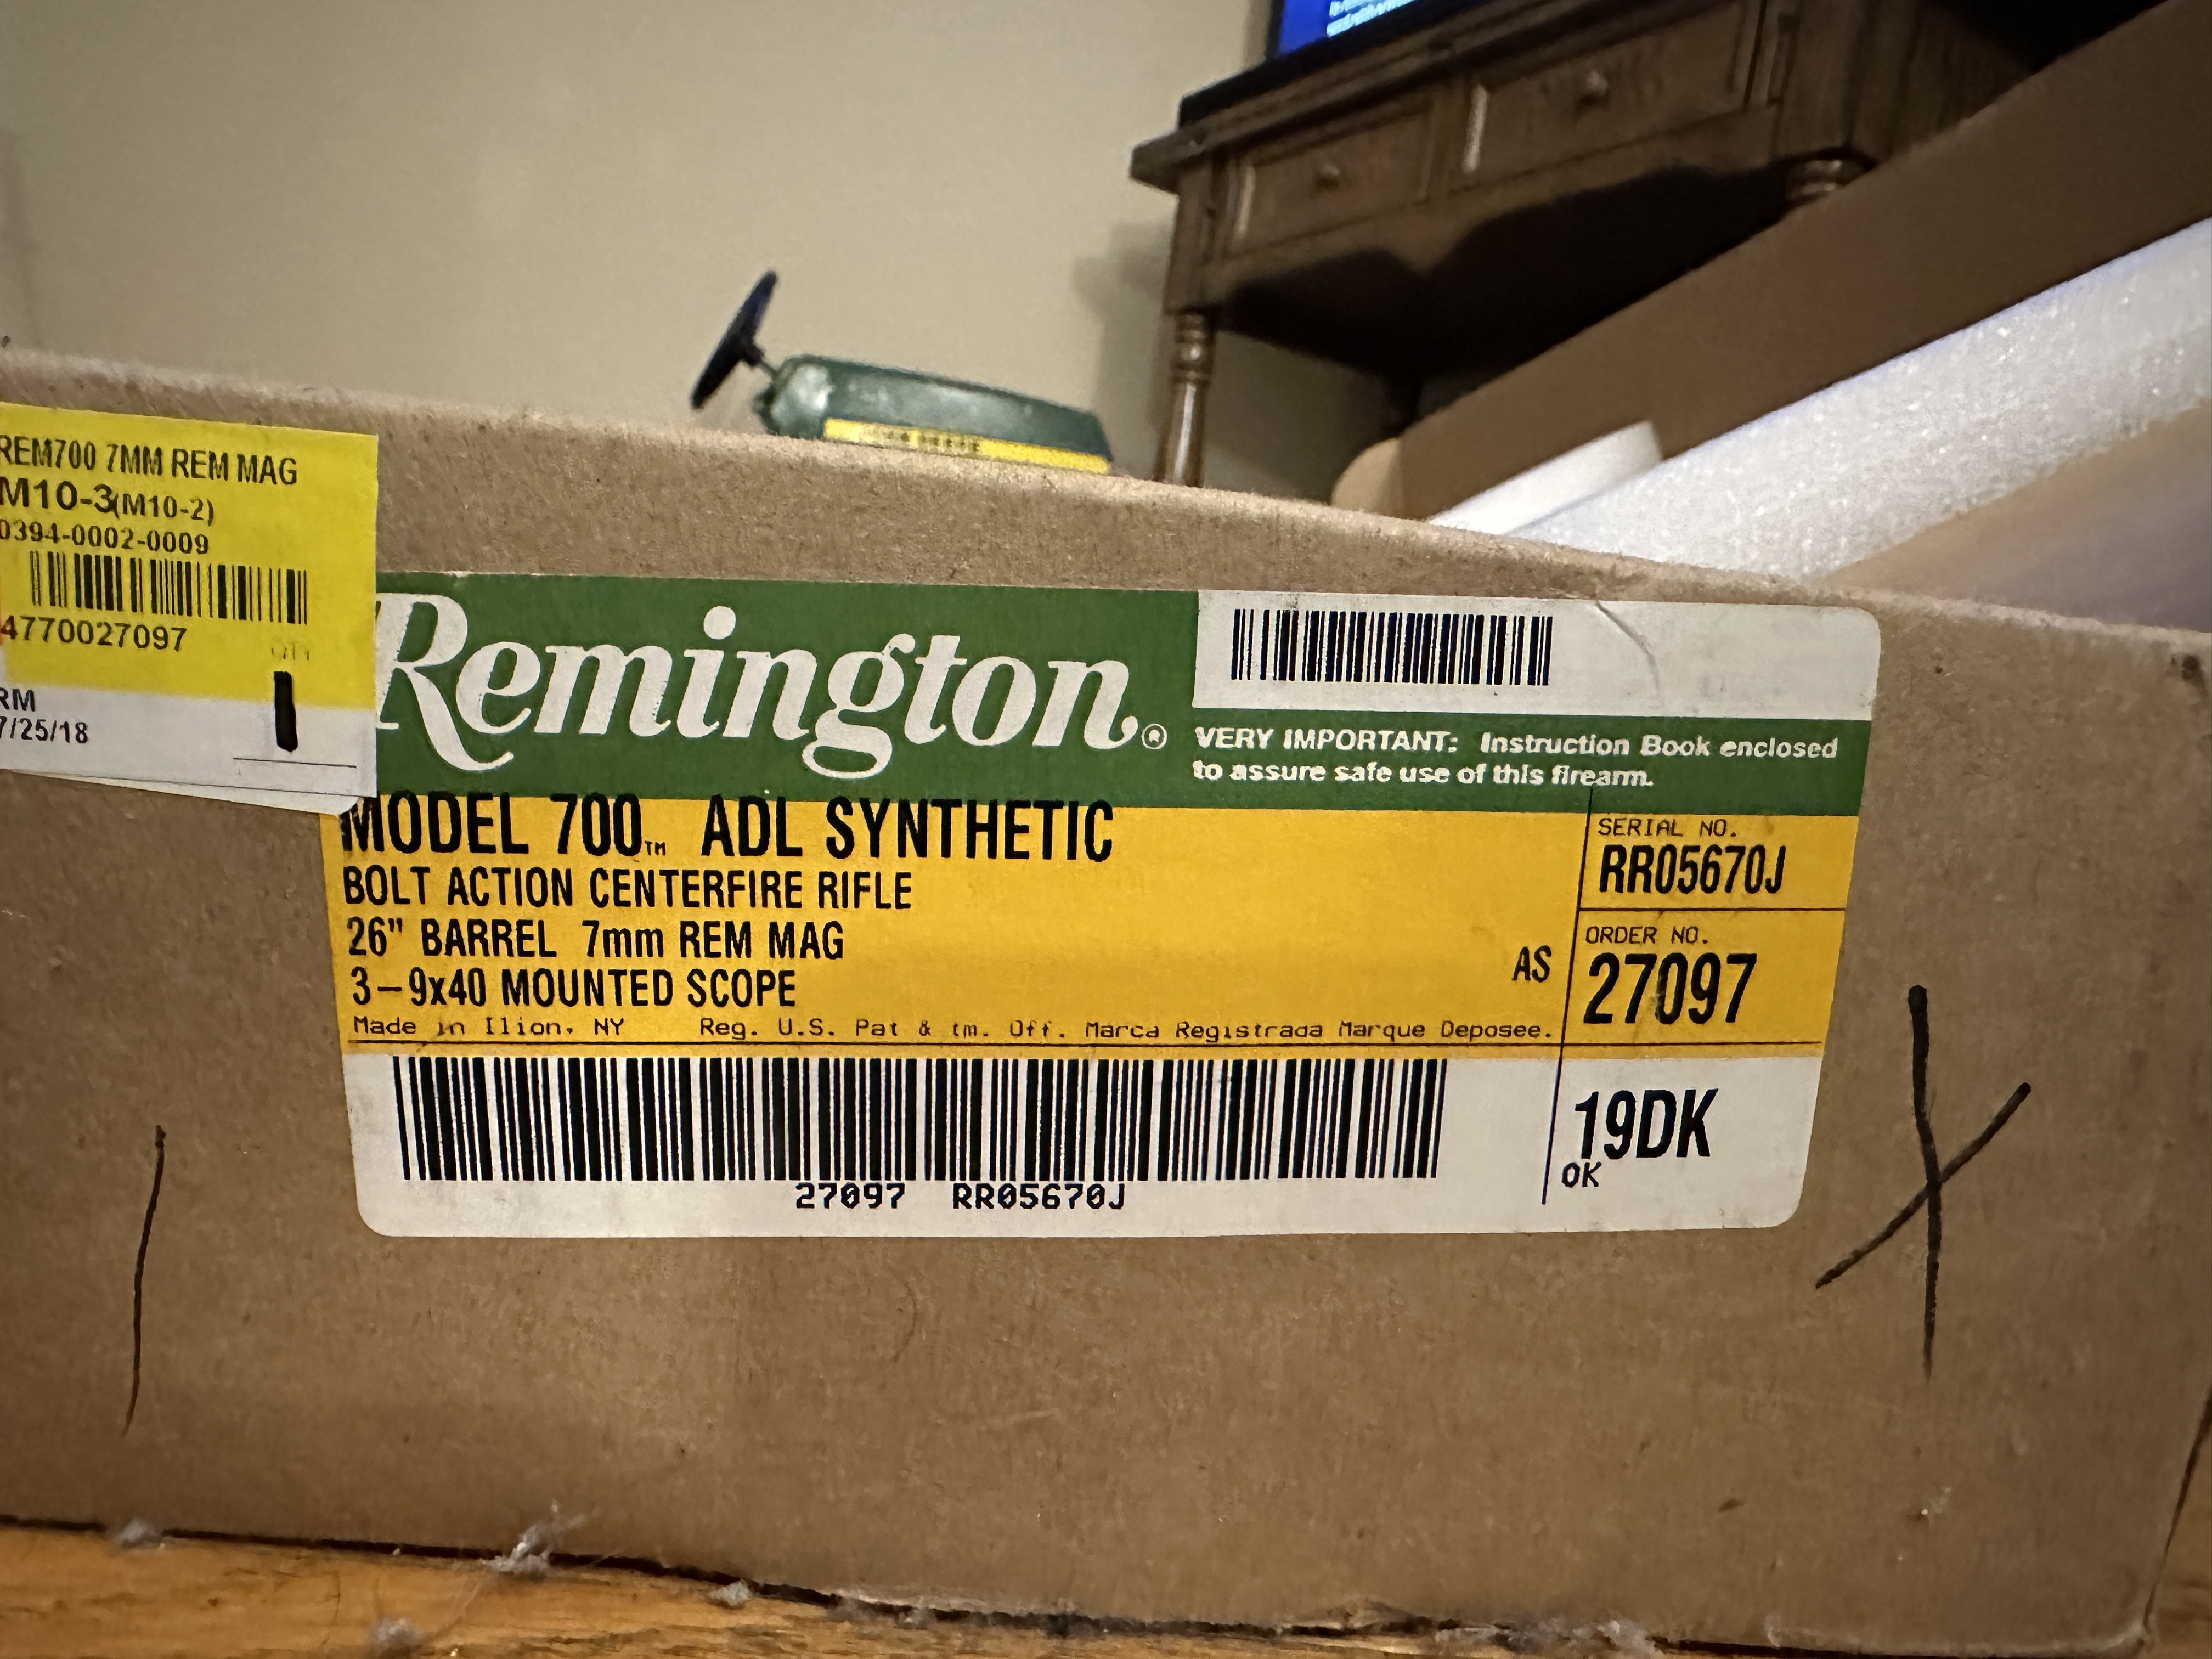 REM700 7MM REM MAG
M10-3(M10-2)
0394-0002-0009
4770027097
QTY
RM
7/25/18
Remington®
VERY IMPORTANT: Instruction Book enclosed
to assure safe use of this firearm.
MODEL 700™ ADL SYNTHETIC
BOLT ACTION CENTERFIRE RIFLE
26" BARREL 7mm REM MAG
3-9x40 MOUNTED SCOPE
AS
Made in Ilion, NY Reg. U.S. Pat & tm. Off. Marca Registrada Marque Deposee.
SERIAL NO.
RR05670J
ORDER NO.
27097
27097 RR05670J
19DK
OK